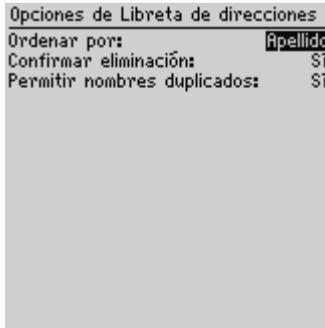 Opciones de Libreta de direcciones
Ordenar por: Apellido
Confirmar eliminación: Sí
Permitir nombres duplicados: Sí